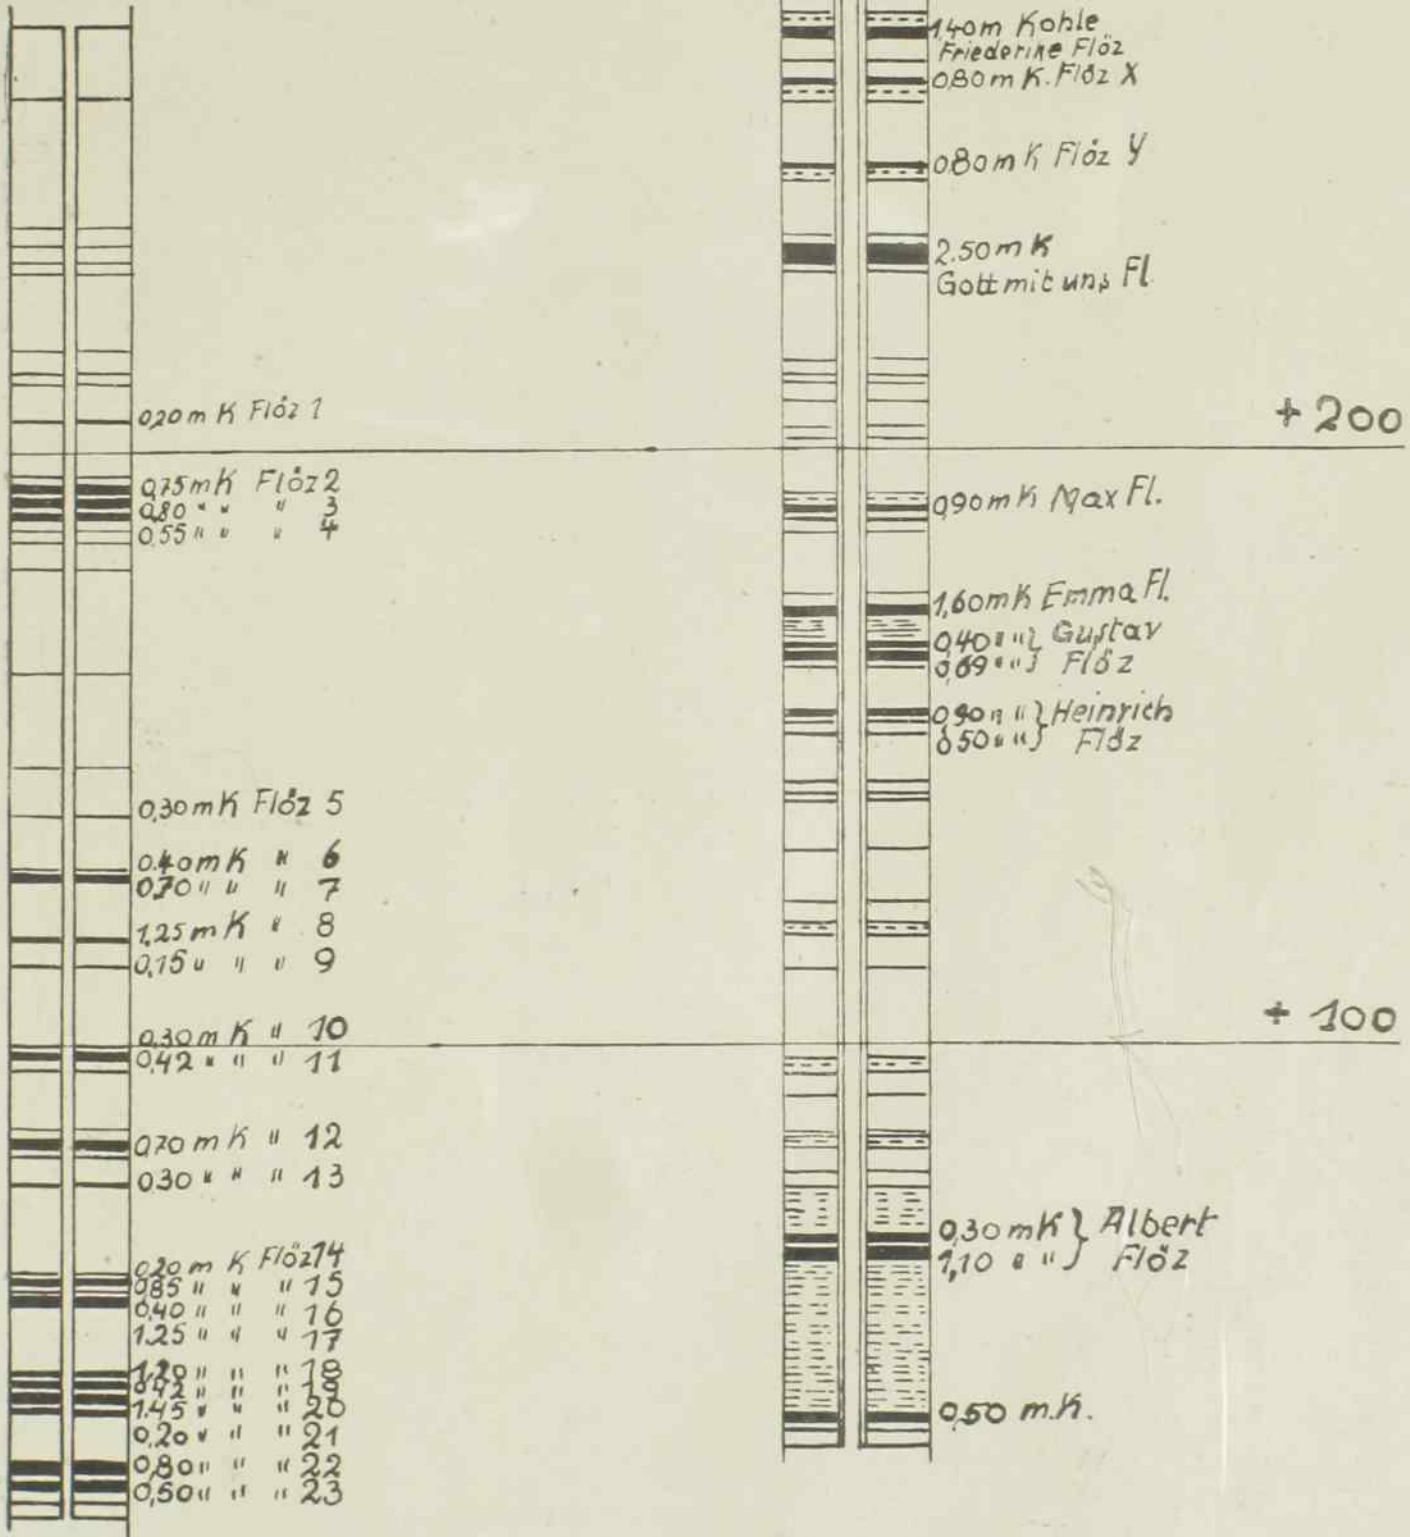 0,20 m K Flöz 1
0,75 m K Flöz 2
0,80 " " " 3
0,55 " " " 4
0,30 m K Flöz 5
0,40 m K " 6
0,70 " " " 7
1,25 m K " 8
0,15 " " " 9
0,30 m K " 10
0,42 " " " 11
0,70 m K " 12
0,30 " " " 13
0,20 m K Flöz 14
0,85 " " " 15
0,40 " " " 16
1,25 " " " 17
1,20 " " " 18
0,42 " " " 19
1,45 " " " 20
0,20 " " " 21
0,80 " " " 22
0,50 " " " 23
1,40 m Kohle
Friederike Flöz
0,80 m K. Flöz X
0,80 m K Flöz Y
2.50 m K
Gott mit uns Fl.
+ 200
0,90 m K Max Fl.
1,60 m K Emma Fl.
0,40 " " } Gustav
0,69 " " } Flöz
0,90 " " } Heinrich
0,50 " " } Flöz
+ 100
0,30 m K } Albert
1,10 " " } Flöz
0,50 m.K.